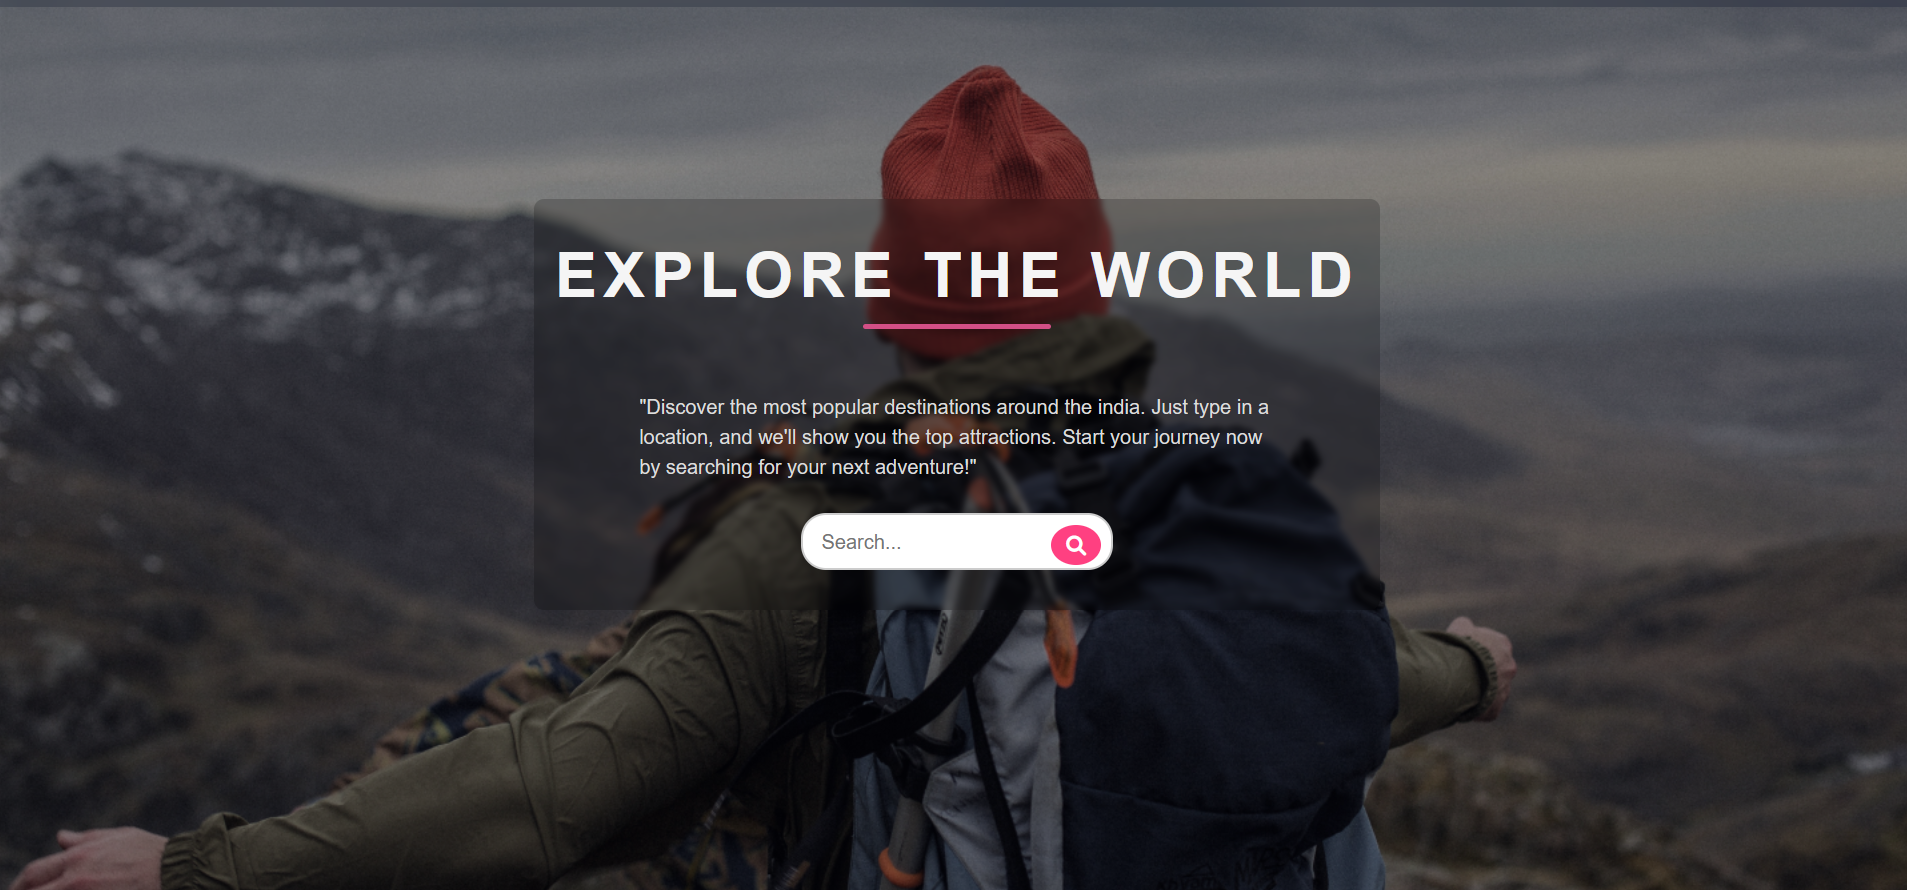 EXPLORE THE WORLD
"Discover the most popular destinations around the india. Just type in a
location, and we'll show you the top attractions. Start your journey now
by searching for your next adventure!"
Search...